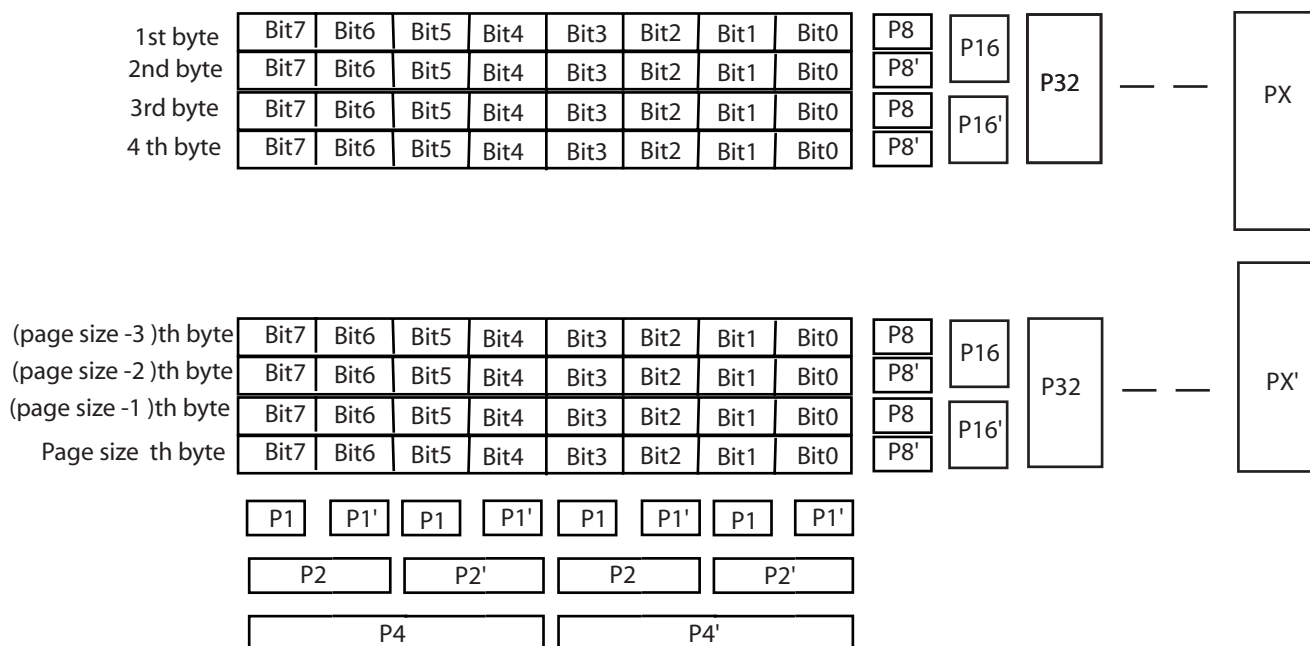 1st byte Bit7 Bit6 Bit5 Bit4 Bit3 Bit2 Bit1 Bit0 P8 P16 P32 PX
2nd byte Bit7 Bit6 Bit5 Bit4 Bit3 Bit2 Bit1 Bit0 P8'
3rd byte Bit7 Bit6 Bit5 Bit4 Bit3 Bit2 Bit1 Bit0 P8 P16'
4 th byte Bit7 Bit6 Bit5 Bit4 Bit3 Bit2 Bit1 Bit0 P8'
(page size -3 )th byte Bit7 Bit6 Bit5 Bit4 Bit3 Bit2 Bit1 Bit0 P8 P16 P32 PX'
(page size -2 )th byte Bit7 Bit6 Bit5 Bit4 Bit3 Bit2 Bit1 Bit0 P8'
(page size -1 )th byte Bit7 Bit6 Bit5 Bit4 Bit3 Bit2 Bit1 Bit0 P8 P16'
Page size th byte Bit7 Bit6 Bit5 Bit4 Bit3 Bit2 Bit1 Bit0 P8'
P1 P1' P1 P1' P1 P1' P1 P1'
P2 P2' P2 P2'
P4 P4'